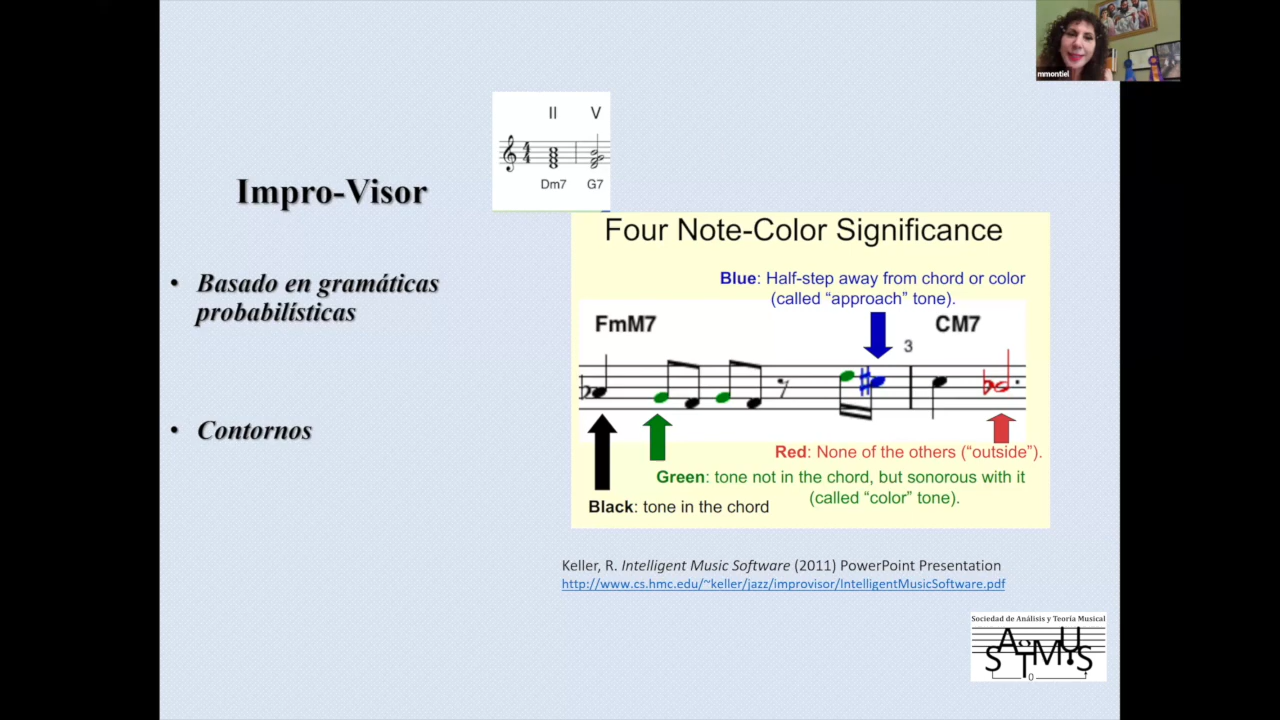 mmontiel
II V
4
4
Dm7 G7
Impro-Visor
• Basado en gramáticas
probabilísticas
• Contornos
Four Note-Color Significance
Blue: Half-step away from chord or color
(called “approach” tone).
FmM7 CM7
3
Red: None of the others (“outside”).
Green: tone not in the chord, but sonorous with it
(called “color” tone).
Black: tone in the chord
Keller, R. Intelligent Music Software (2011) PowerPoint Presentation
http://www.cs.hmc.edu/~keller/jazz/improvisor/IntelligentMusicSoftware.pdf
Sociedad de Análisis y Teoría Musical
SATMUS
0